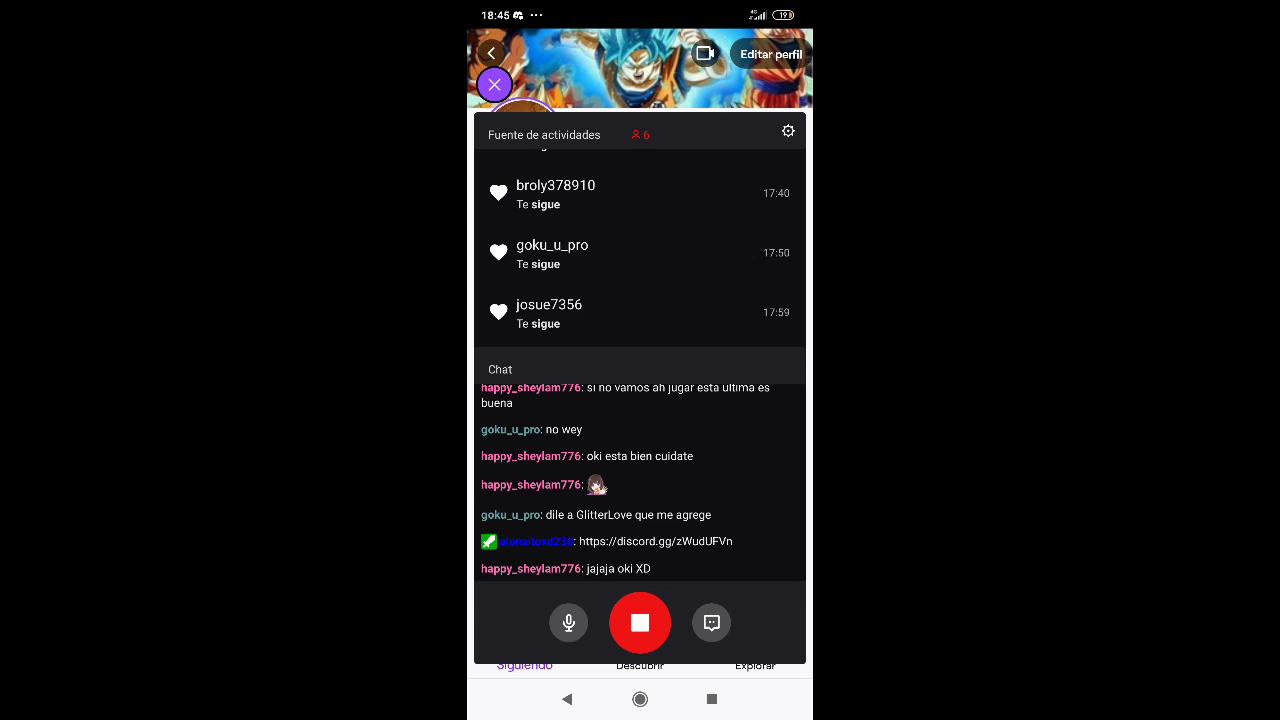 18:45
4G
19
Editar perfil
Fuente de actividades 6
broly378910
Te sigue
17:40
goku_u_pro
Te sigue
17:50
josue7356
Te sigue
17:59
Chat
happy_sheylam776: si no vamos ah jugar esta ultima es
buena
goku_u_pro: no wey
happy_sheylam776: oki esta bien cuidate
happy_sheylam776:
goku_u_pro: dile a GlitterLove que me agrege
https://discord.gg/zWudUFVn
happy_sheylam776: jajaja oki XD
Siguiendo
Descubrir
Explorar